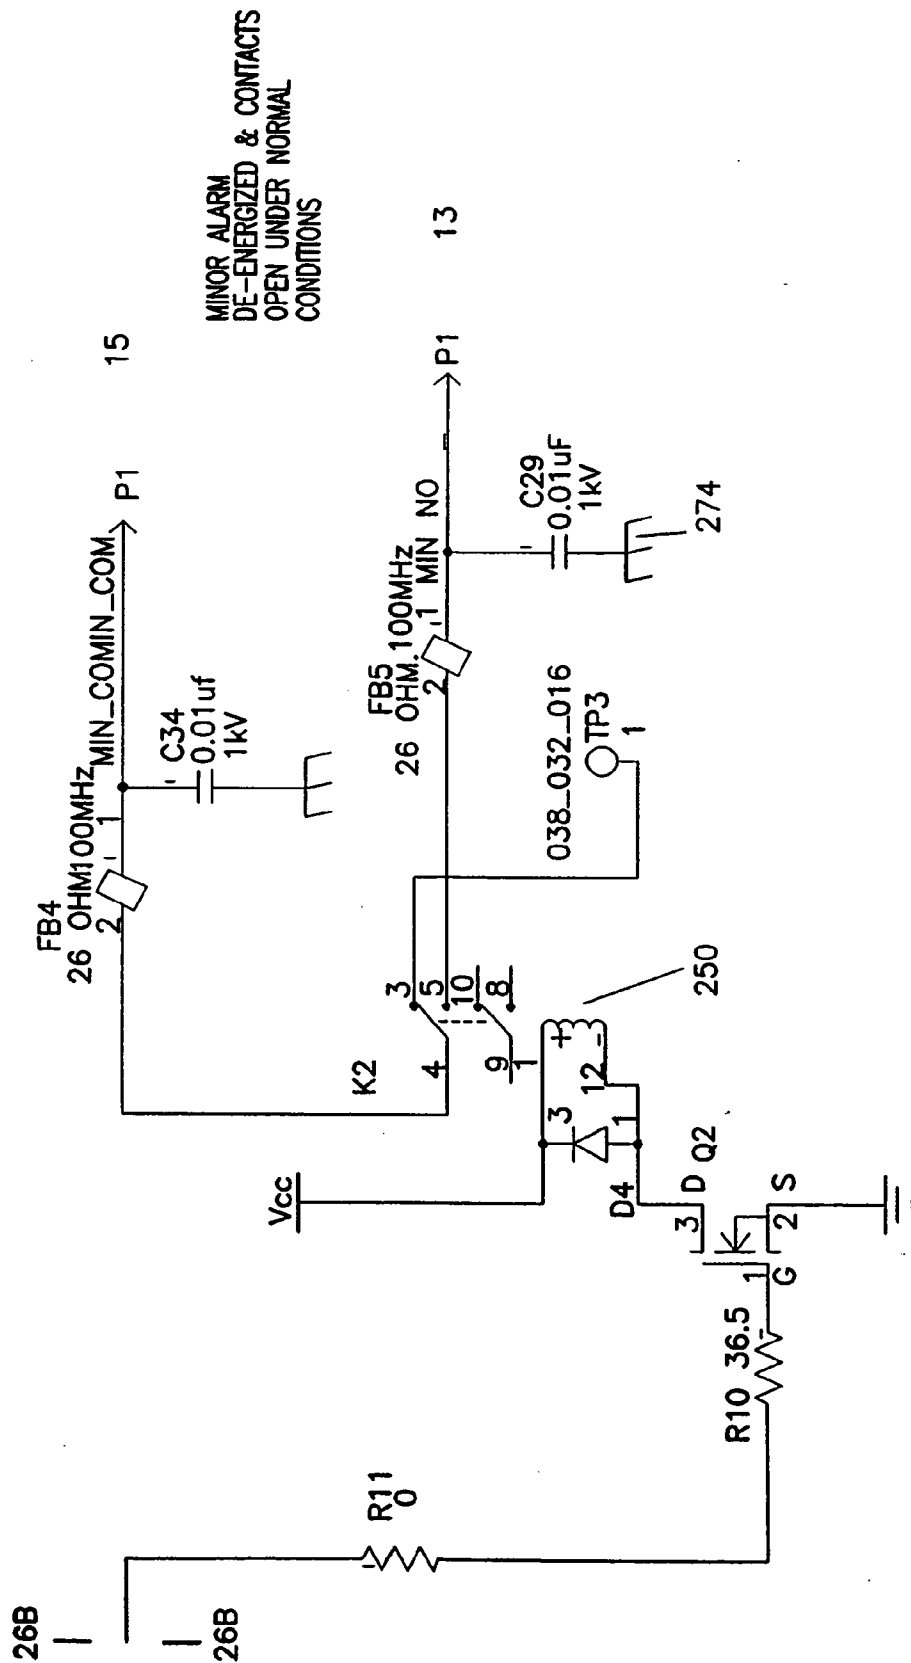 26B
26B
R11
0
R10 36.5
1
G
3
D
Q2
2
S
Vcc
D4
3
1
K2
4
3
5
10
8
9
1
+
12
-
250
FB4
26 OHM100MHz
2
1
MIN_COMIN_COM
P1
15
C34
0.01uf
1kV
MINOR ALARM
DE-ENERGIZED & CONTACTS
OPEN UNDER NORMAL
CONDITIONS
FB5
26 OHM.100MHz
2
1
MIN NO
P1
13
C29
0.01uF
1kV
274
038_032_016
TP3
1